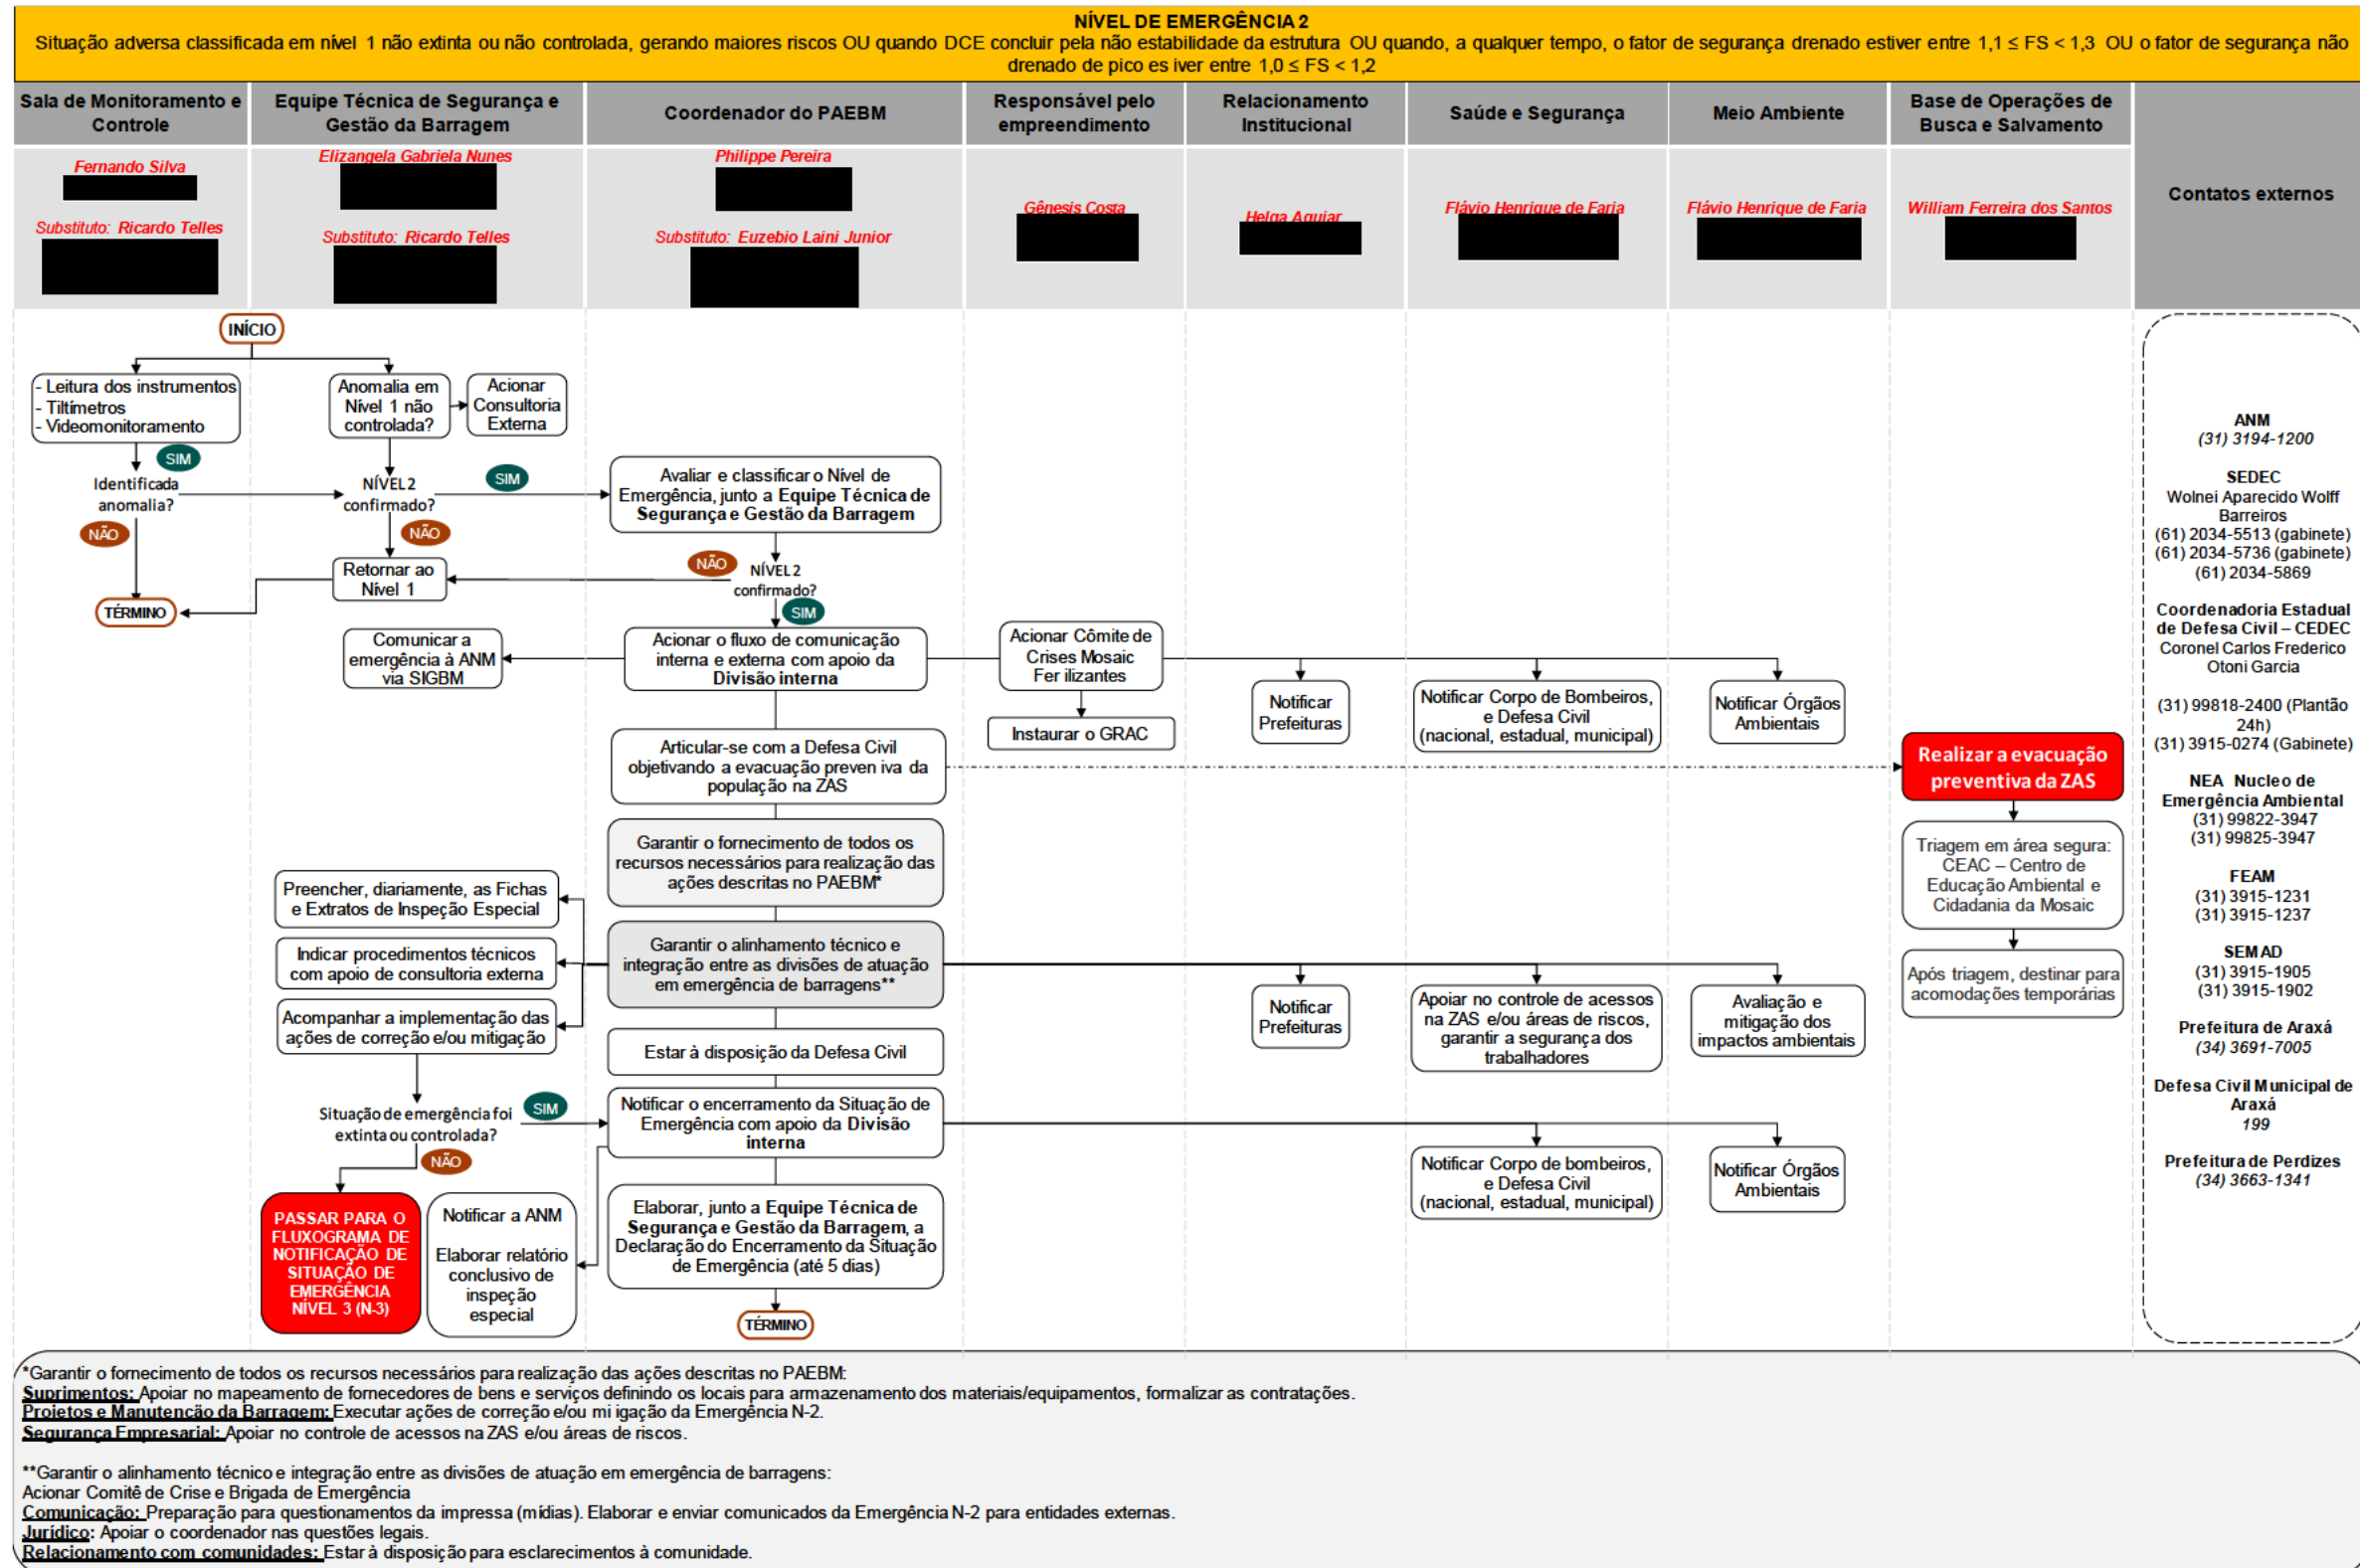 NÍVEL DE EMERGÊNCIA 2
Situação adversa classificada em nível 1 não extinta ou não controlada, gerando maiores riscos OU quando DCE concluir pela não estabilidade da estrutura OU quando, a qualquer tempo, o fator de segurança drenado estiver entre 1,1 ≤ FS < 1,3 OU o fator de segurança não
drenado de pico es iver entre 1,0 ≤ FS < 1,2
Sala de Monitoramento e
Controle
Equipe Técnica de Segurança e
Gestão da Barragem
Coordenador do PAEBM
Responsável pelo
empreendimento
Relacionamento
Institucional
Saúde e Segurança
Meio Ambiente
Base de Operações de
Busca e Salvamento
Contatos externos
Fernando Silva
Substituto: Ricardo Telles
Elizangela Gabriela Nunes
Substituto: Ricardo Telles
Philippe Pereira
Substituto: Euzebio Laini Junior
Gênesis Costa
Helga Aguiar
Flávio Henrique de Faria
Flávio Henrique de Faria
William Ferreira dos Santos
INÍCIO
- Leitura dos instrumentos
- Tiltímetros
- Videomonitoramento
SIM
Identificada
anomalia?
NÃO
TÉRMINO
Anomalia em
Nível 1 não
controlada?
Acionar
Consultoria
Externa
NÍVEL 2
confirmado?
SIM
NÃO
Retornar ao
Nível 1
Avaliar e classificar o Nível de
Emergência, junto a Equipe Técnica de
Segurança e Gestão da Barragem
NÃO
NÍVEL 2
confirmado?
SIM
Comunicar a
emergência à ANM
via SIGBM
Acionar o fluxo de comunicação
interna e externa com apoio da
Divisão interna
Acionar Cômite de
Crises Mosaic
Fer ilizantes
Instaurar o GRAC
Notificar
Prefeituras
Notificar Corpo de Bombeiros,
e Defesa Civil
(nacional, estadual, municipal)
Notificar Órgãos
Ambientais
Articular-se com a Defesa Civil
objetivando a evacuação preven iva da
população na ZAS
Realizar a evacuação
preventiva da ZAS
Triagem em área segura:
CEAC – Centro de
Educação Ambiental e
Cidadania da Mosaic
Após triagem, destinar para
acomodações temporárias
Garantir o fornecimento de todos os
recursos necessários para realização das
ações descritas no PAEBM*
Preencher, diariamente, as Fichas
e Extratos de Inspeção Especial
Indicar procedimentos técnicos
com apoio de consultoria externa
Acompanhar a implementação das
ações de correção e/ou mitigação
Garantir o alinhamento técnico e
integração entre as divisões de atuação
em emergência de barragens**
Notificar
Prefeituras
Apoiar no controle de acessos
na ZAS e/ou áreas de riscos,
garantir a segurança dos
trabalhadores
Avaliação e
mitigação dos
impactos ambientais
Estar à disposição da Defesa Civil
Situação de emergência foi
extinta ou controlada?
SIM
NÃO
Notificar o encerramento da Situação de
Emergência com apoio da Divisão
interna
Notificar Corpo de bombeiros,
e Defesa Civil
(nacional, estadual, municipal)
Notificar Órgãos
Ambientais
PASSAR PARA O
FLUXOGRAMA DE
NOTIFICAÇÃO DE
SITUAÇÃO DE
EMERGÊNCIA
NÍVEL 3 (N-3)
Notificar a ANM
Elaborar relatório
conclusivo de
inspeção
especial
Elaborar, junto a Equipe Técnica de
Segurança e Gestão da Barragem, a
Declaração do Encerramento da Situação
de Emergência (até 5 dias)
TÉRMINO
ANM
(31) 3194-1200
SEDEC
Wolnei Aparecido Wolff
Barreiros
(61) 2034-5513 (gabinete)
(61) 2034-5736 (gabinete)
(61) 2034-5869
Coordenadoria Estadual
de Defesa Civil – CEDEC
Coronel Carlos Frederico
Otoni Garcia
(31) 99818-2400 (Plantão
24h)
(31) 3915-0274 (Gabinete)
NEA Nucleo de
Emergência Ambiental
(31) 99822-3947
(31) 99825-3947
FEAM
(31) 3915-1231
(31) 3915-1237
SEMAD
(31) 3915-1905
(31) 3915-1902
Prefeitura de Araxá
(34) 3691-7005
Defesa Civil Municipal de
Araxá
199
Prefeitura de Perdizes
(34) 3663-1341
*Garantir o fornecimento de todos os recursos necessários para realização das ações descritas no PAEBM:
Suprimentos: Apoiar no mapeamento de fornecedores de bens e serviços definindo os locais para armazenamento dos materiais/equipamentos, formalizar as contratações.
Projetos e Manutenção da Barragem: Executar ações de correção e/ou mi igação da Emergência N-2.
Segurança Empresarial: Apoiar no controle de acessos na ZAS e/ou áreas de riscos.
**Garantir o alinhamento técnico e integração entre as divisões de atuação em emergência de barragens:
Acionar Comitê de Crise e Brigada de Emergência
Comunicação: Preparação para questionamentos da impressa (mídias). Elaborar e enviar comunicados da Emergência N-2 para entidades externas.
Jurídico: Apoiar o coordenador nas questões legais.
Relacionamento com comunidades: Estar à disposição para esclarecimentos à comunidade.